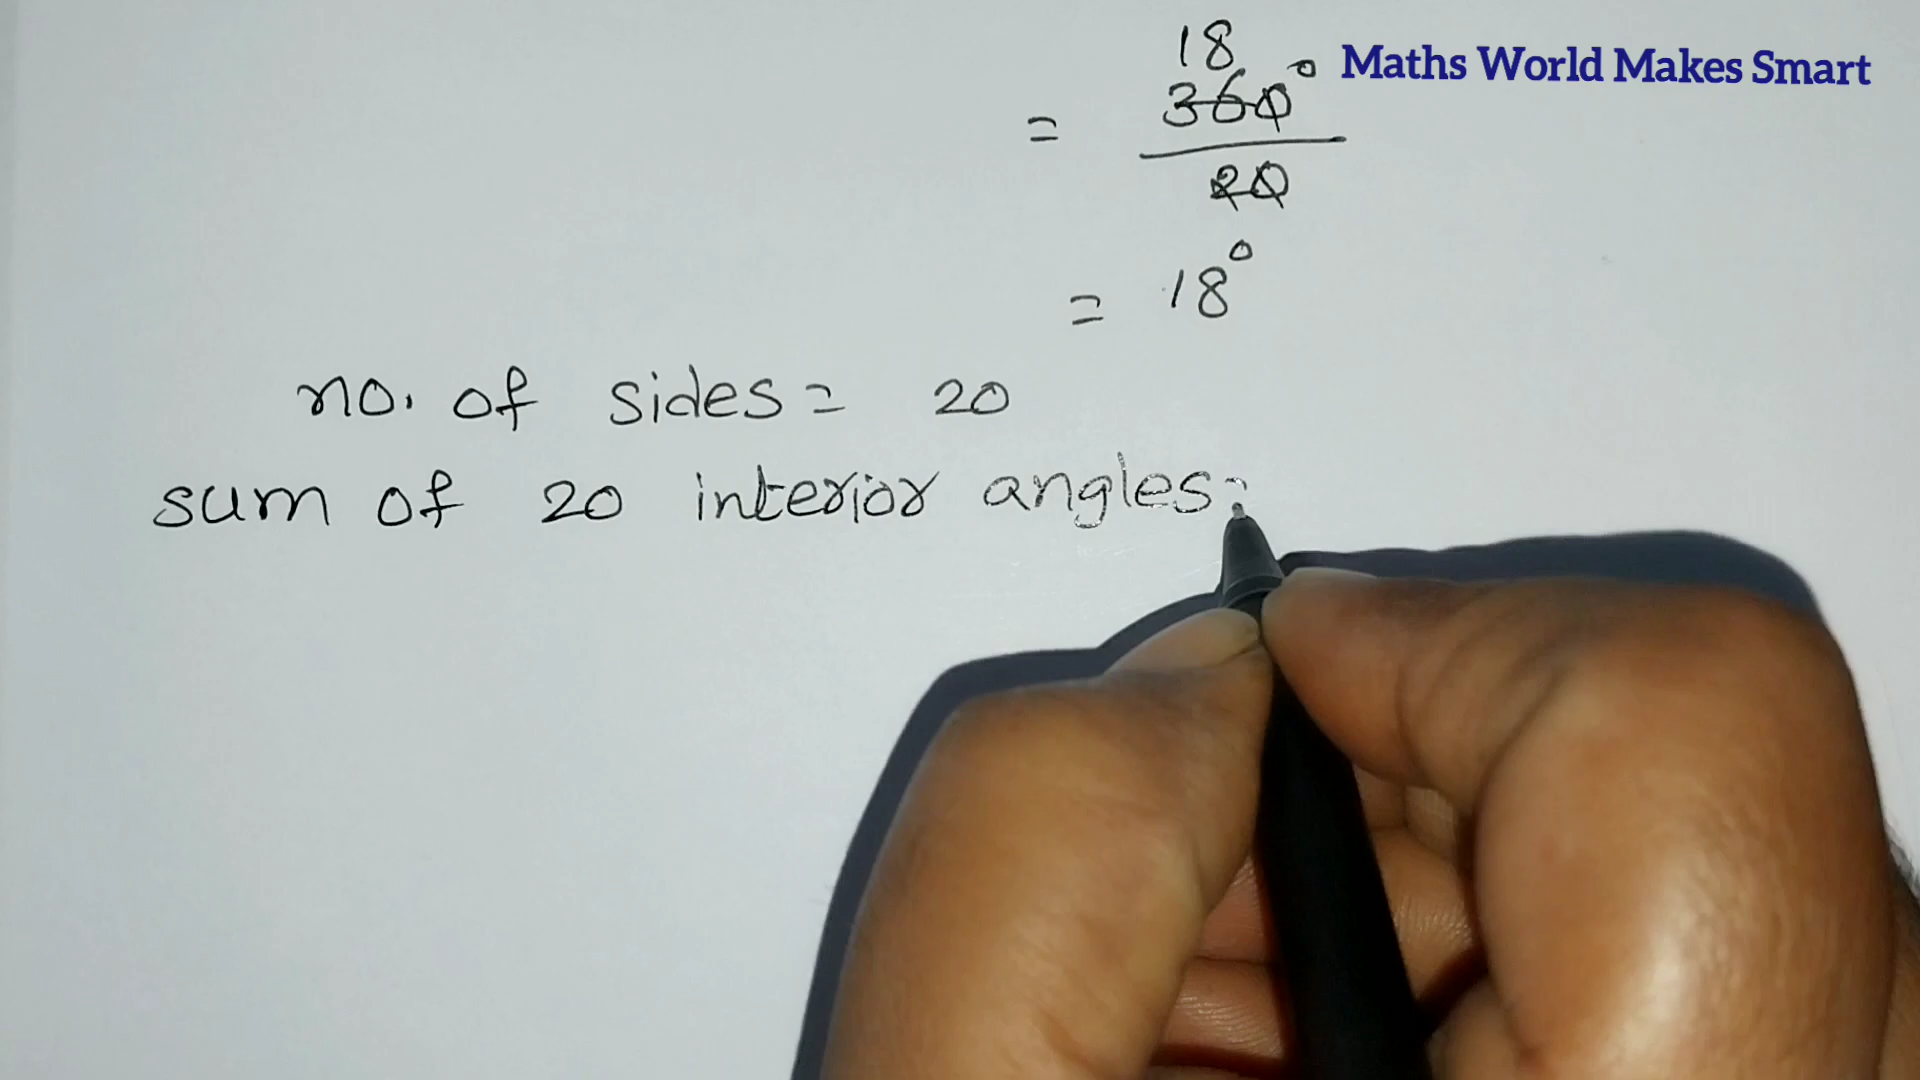 Maths World Makes Smart
18
= 360°
20
= 18°
no. of sides = 20
sum of 20 interior angles =